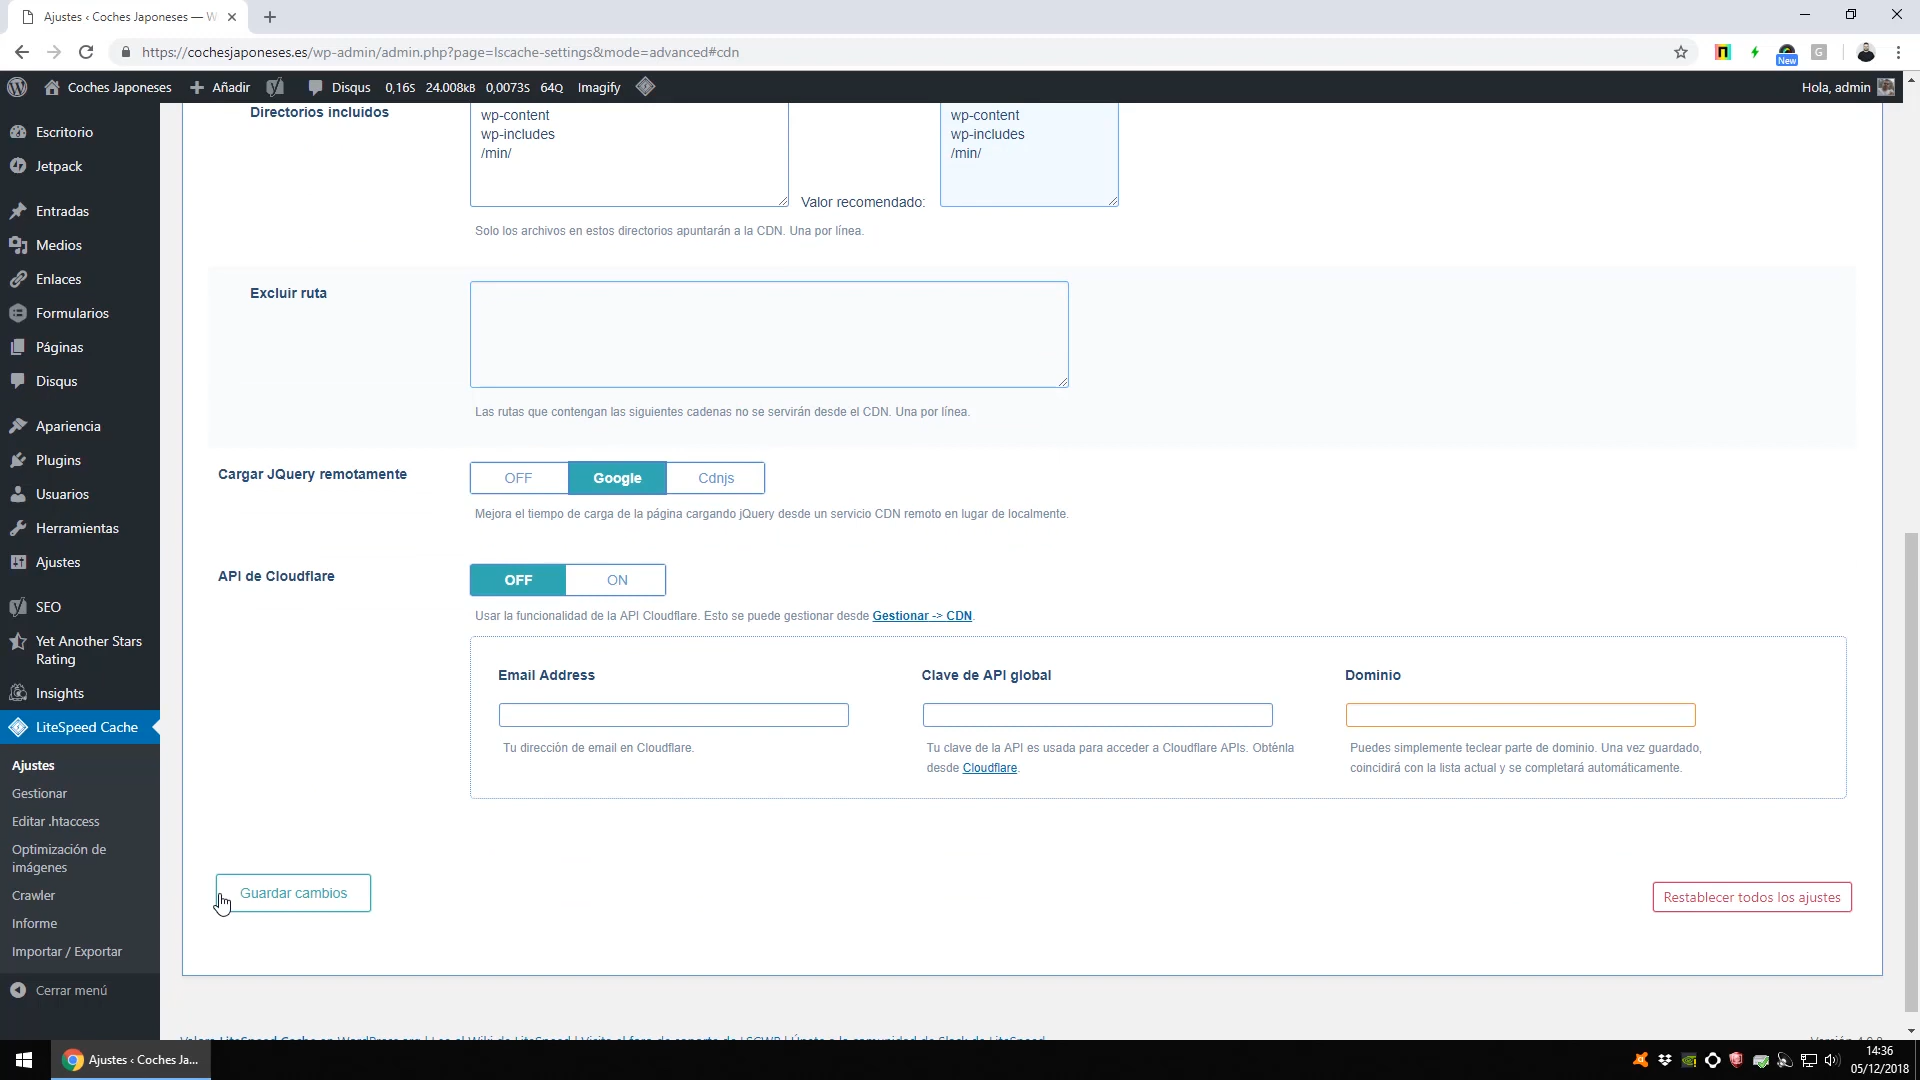 Ajustes ‹ Coches Japoneses — W
https://cochesjaponeses.es/wp-admin/admin.php?page=lscache-settings&mode=advanced#cdn
New
G
Coches Japoneses
Añadir
Disqus
0,16S
24.008KB
0,0073S
64Q
Imagify
Hola, admin
Escritorio
Jetpack
Entradas
Medios
Enlaces
Formularios
Páginas
Disqus
Apariencia
Plugins
Usuarios
Herramientas
Ajustes
SEO
Yet Another Stars
Rating
Insights
LiteSpeed Cache
Ajustes
Gestionar
Editar .htaccess
Optimización de
imágenes
Crawler
Informe
Importar / Exportar
Cerrar menú
Directorios incluidos
wp-content
wp-includes
/min/
Valor recomendado:
wp-content
wp-includes
/min/
Solo los archivos en estos directorios apuntarán a la CDN. Una por línea.
Excluir ruta
Las rutas que contengan las siguientes cadenas no se servirán desde el CDN. Una por línea.
Cargar JQuery remotamente
OFF
Google
Cdnjs
Mejora el tiempo de carga de la página cargando jQuery desde un servicio CDN remoto en lugar de localmente.
API de Cloudflare
OFF
ON
Usar la funcionalidad de la API Cloudflare. Esto se puede gestionar desde Gestionar -> CDN.
Email Address
Tu dirección de email en Cloudflare.
Clave de API global
Tu clave de la API es usada para acceder a Cloudflare APIs. Obténla
desde Cloudflare.
Dominio
Puedes simplemente teclear parte de dominio. Una vez guardado,
coincidirá con la lista actual y se completará automáticamente.
Guardar cambios
Restablecer todos los ajustes
Ajustes ‹ Coches Ja...
14:36
05/12/2018